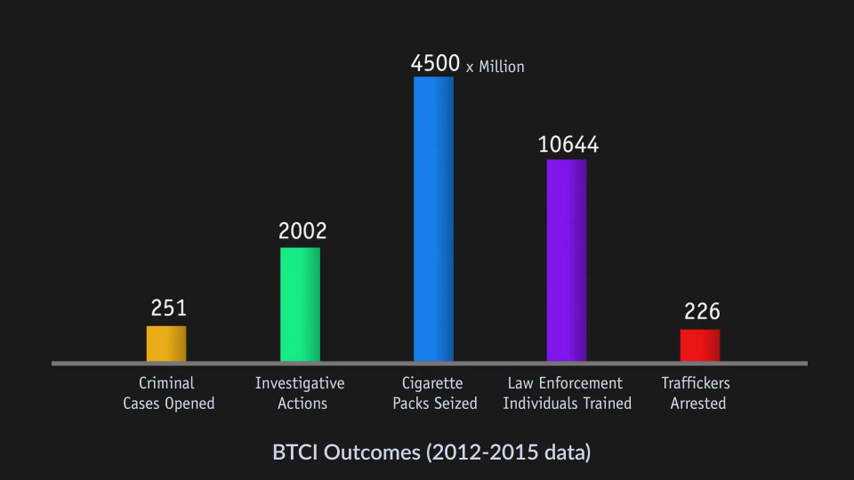 4500 x Million
10644
2002
251
226
Criminal
Cases Opened
Investigative
Actions
Cigarette
Packs Seized
Law Enforcement
Individuals Trained
Traffickers
Arrested
BTCI Outcomes (2012-2015 data)